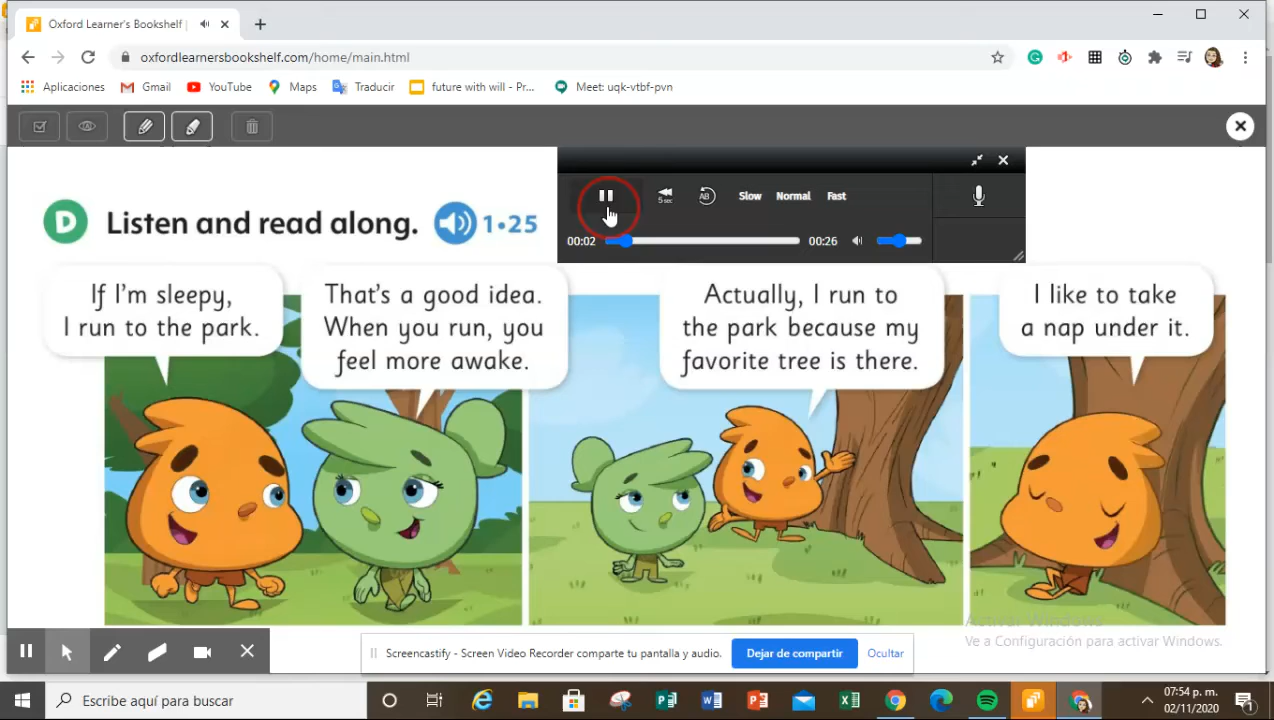 Oxford Learner's Bookshelf |
oxfordlearnersbookshelf.com/home/main.html
Aplicaciones
Gmail
YouTube
Maps
Traducir
future with will - Pr...
Meet: uqk-vtbf-pvn
D Listen and read along. 1•25
5 sec
AB
Slow
Normal
Fast
00:02
00:26
If I'm sleepy,
I run to the park.
That's a good idea.
When you run, you
feel more awake.
Actually, I run to
the park because my
favorite tree is there.
I like to take
a nap under it.
Activar Windows
Ve a Configuración para activar Windows.
Screencastify - Screen Video Recorder comparte tu pantalla y audio.
Dejar de compartir
Ocultar
Escribe aquí para buscar
07:54 p. m.
02/11/2020
1